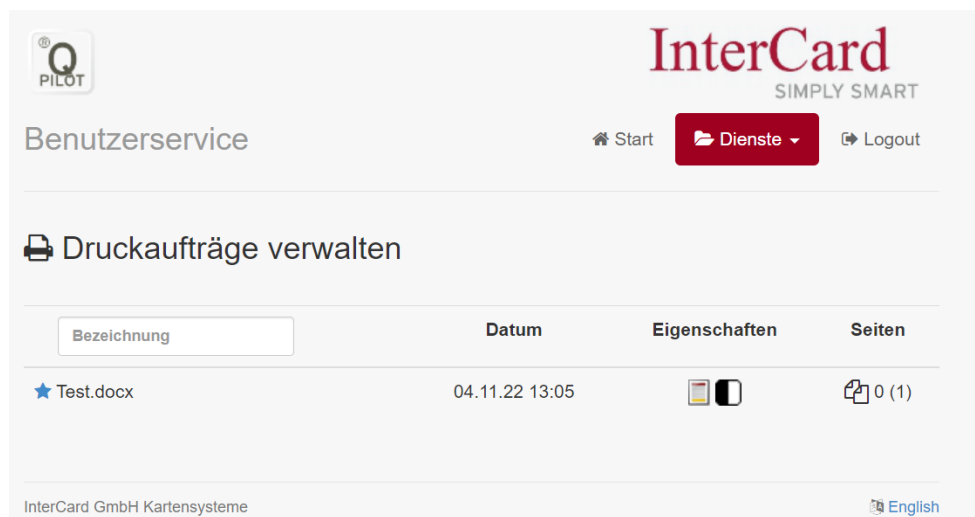 ®
Q
PILOT
InterCard
SIMPLY SMART
Benutzerservice
Start
Dienste
Logout
Druckaufträge verwalten
Bezeichnung Datum Eigenschaften Seiten
Test.docx 04.11.22 13:05 0 (1)
InterCard GmbH Kartensysteme English